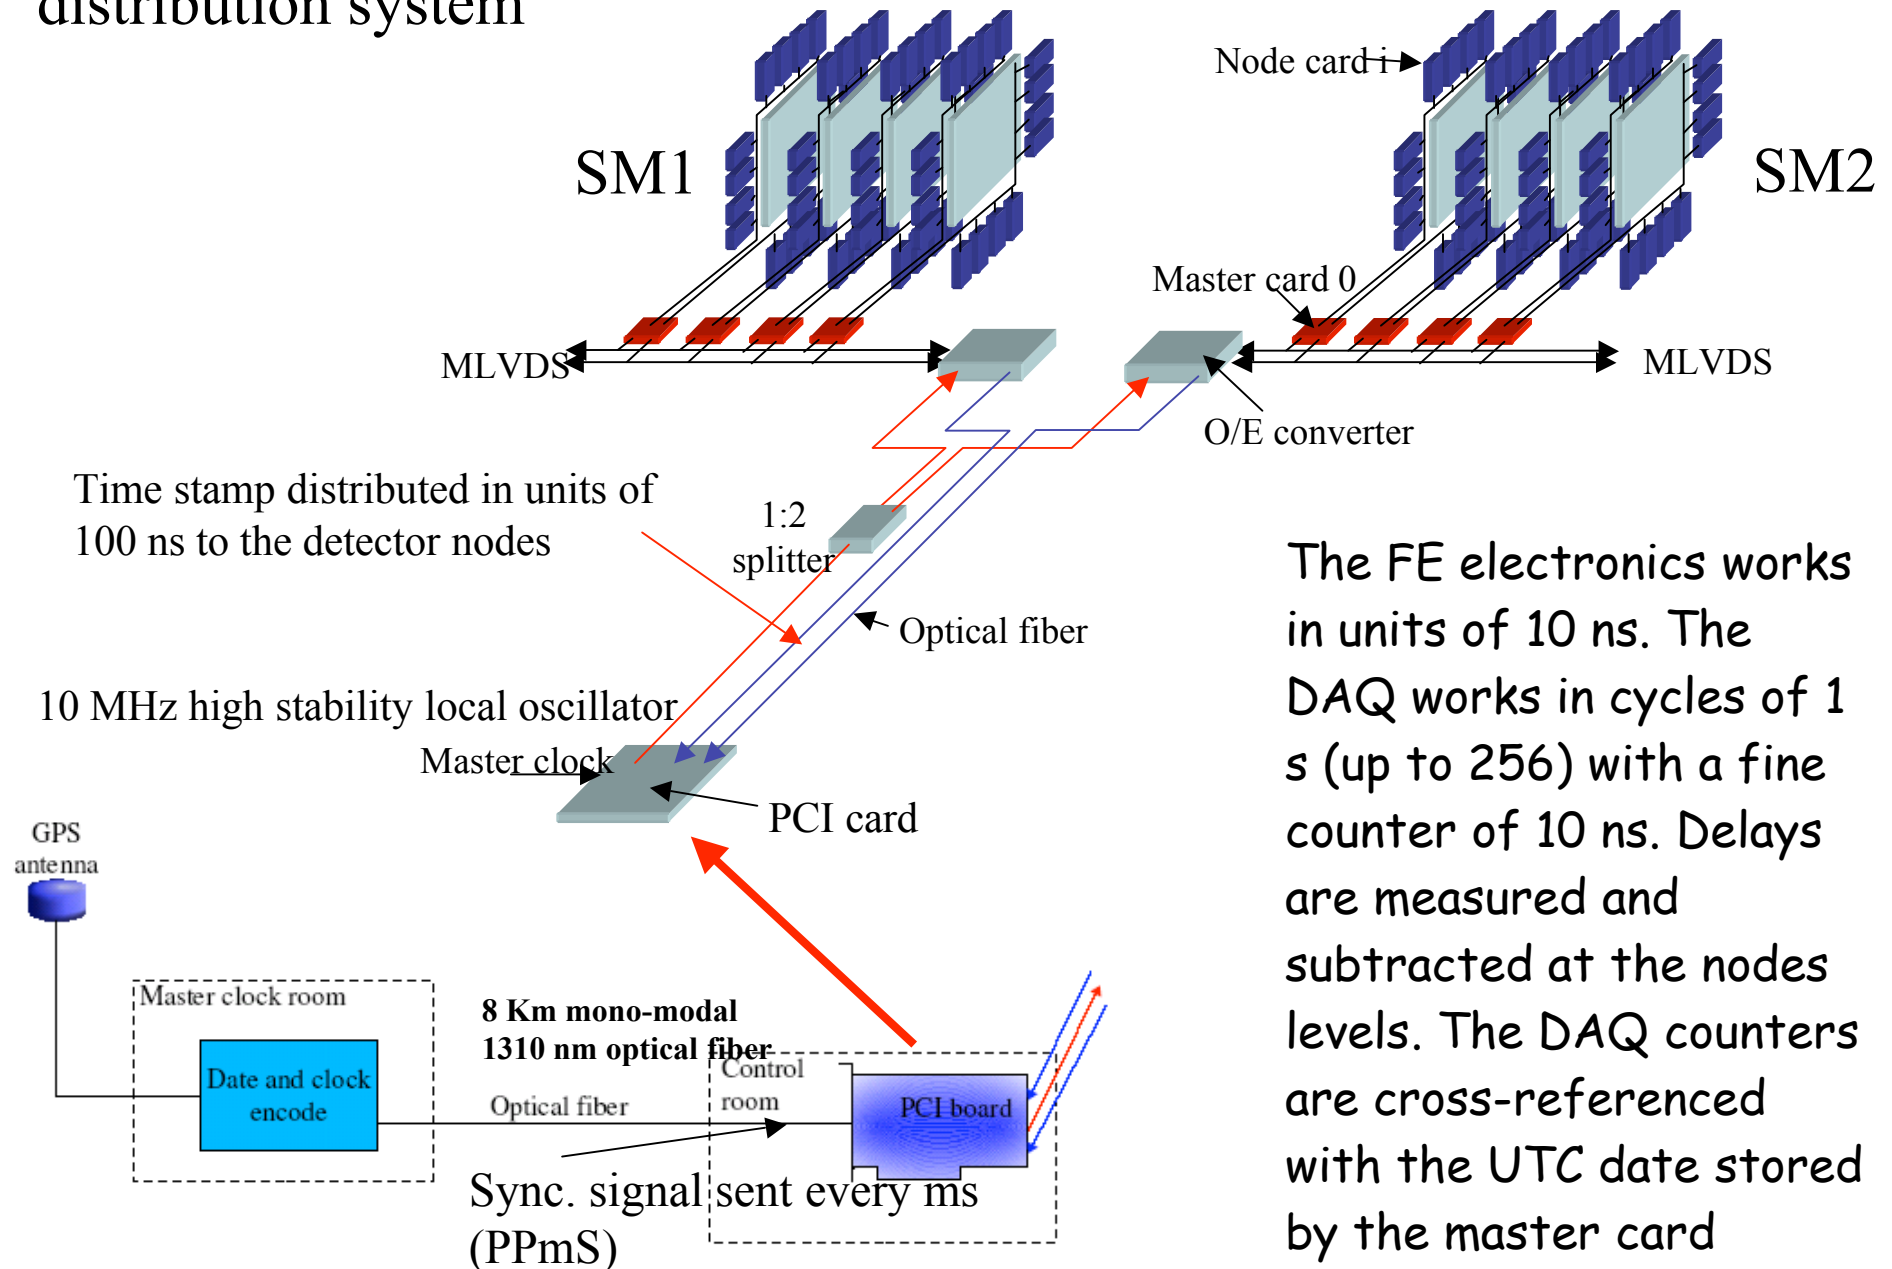 distribution system
Node card i
SM1
SM2
Master card 0
MLVDS
MLVDS
O/E converter
Time stamp distributed in units of
100 ns to the detector nodes
1:2
splitter
Optical fiber
10 MHz high stability local oscillator
Master clock
PCI card
The FE electronics works
in units of 10 ns. The
DAQ works in cycles of 1
s (up to 256) with a fine
counter of 10 ns. Delays
are measured and
subtracted at the nodes
levels. The DAQ counters
are cross-referenced
with the UTC date stored
by the master card
GPS
antenna
Master clock room
Date and clock
encode
8 Km mono-modal
1310 nm optical fiber
Optical fiber
Control
room
PCI board
Sync. signal sent every ms
(PPmS)